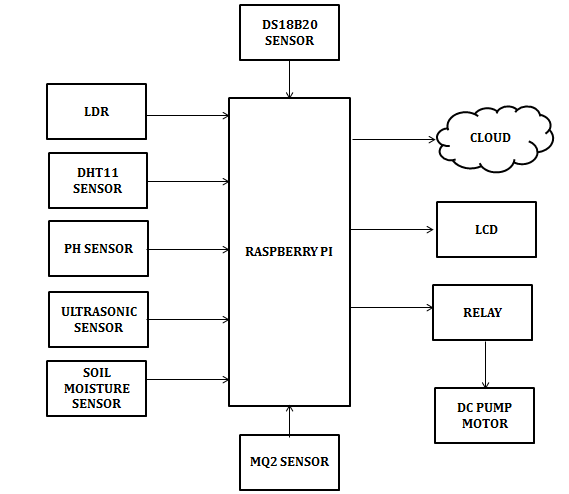 DS18B20
SENSOR
LDR
DHT11
SENSOR
PH SENSOR
ULTRASONIC
SENSOR
SOIL
MOISTURE
SENSOR
RASPBERRY PI
MQ2 SENSOR
CLOUD
LCD
RELAY
DC PUMP
MOTOR